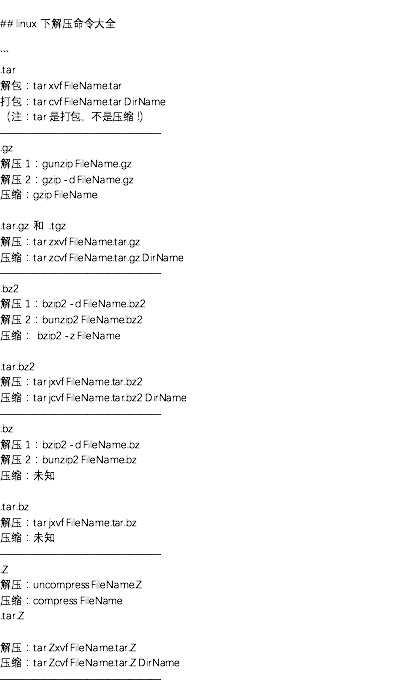 ## linux 下解压命令大全
```
.tar
解包：tar xvf FileName.tar
打包：tar cvf FileName.tar DirName
（注：tar 是打包，不是压缩！）
———————————————
.gz
解压 1：gunzip FileName.gz
解压 2：gzip -d FileName.gz
压缩：gzip FileName
.tar.gz 和 .tgz
解压：tar zxvf FileName.tar.gz
压缩：tar zcvf FileName.tar.gz DirName
———————————————
.bz2
解压 1：bzip2 -d FileName.bz2
解压 2：bunzip2 FileName.bz2
压缩： bzip2 -z FileName
.tar.bz2
解压：tar jxvf FileName.tar.bz2
压缩：tar jcvf FileName.tar.bz2 DirName
———————————————
.bz
解压 1：bzip2 -d FileName.bz
解压 2：bunzip2 FileName.bz
压缩：未知
.tar.bz
解压：tar jxvf FileName.tar.bz
压缩：未知
———————————————
.Z
解压：uncompress FileName.Z
压缩：compress FileName
.tar.Z
解压：tar Zxvf FileName.tar.Z
压缩：tar Zcvf FileName.tar.Z DirName
———————————————